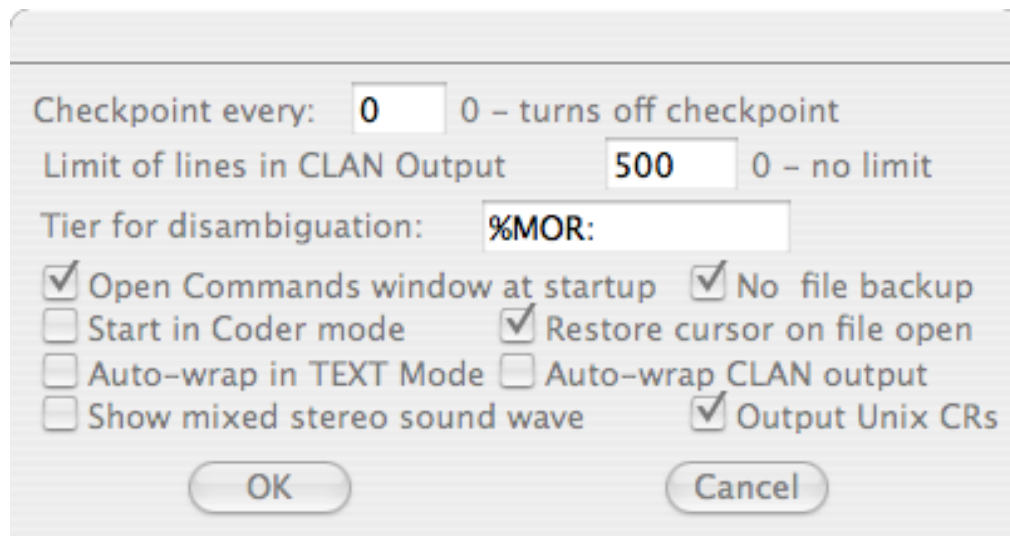 Checkpoint every: 0 0 – turns off checkpoint
Limit of lines in CLAN Output 500 0 – no limit
Tier for disambiguation: %MOR:
Open Commands window at startup No file backup
Start in Coder mode Restore cursor on file open
Auto-wrap in TEXT Mode Auto-wrap CLAN output
Show mixed stereo sound wave Output Unix CRs
OK Cancel